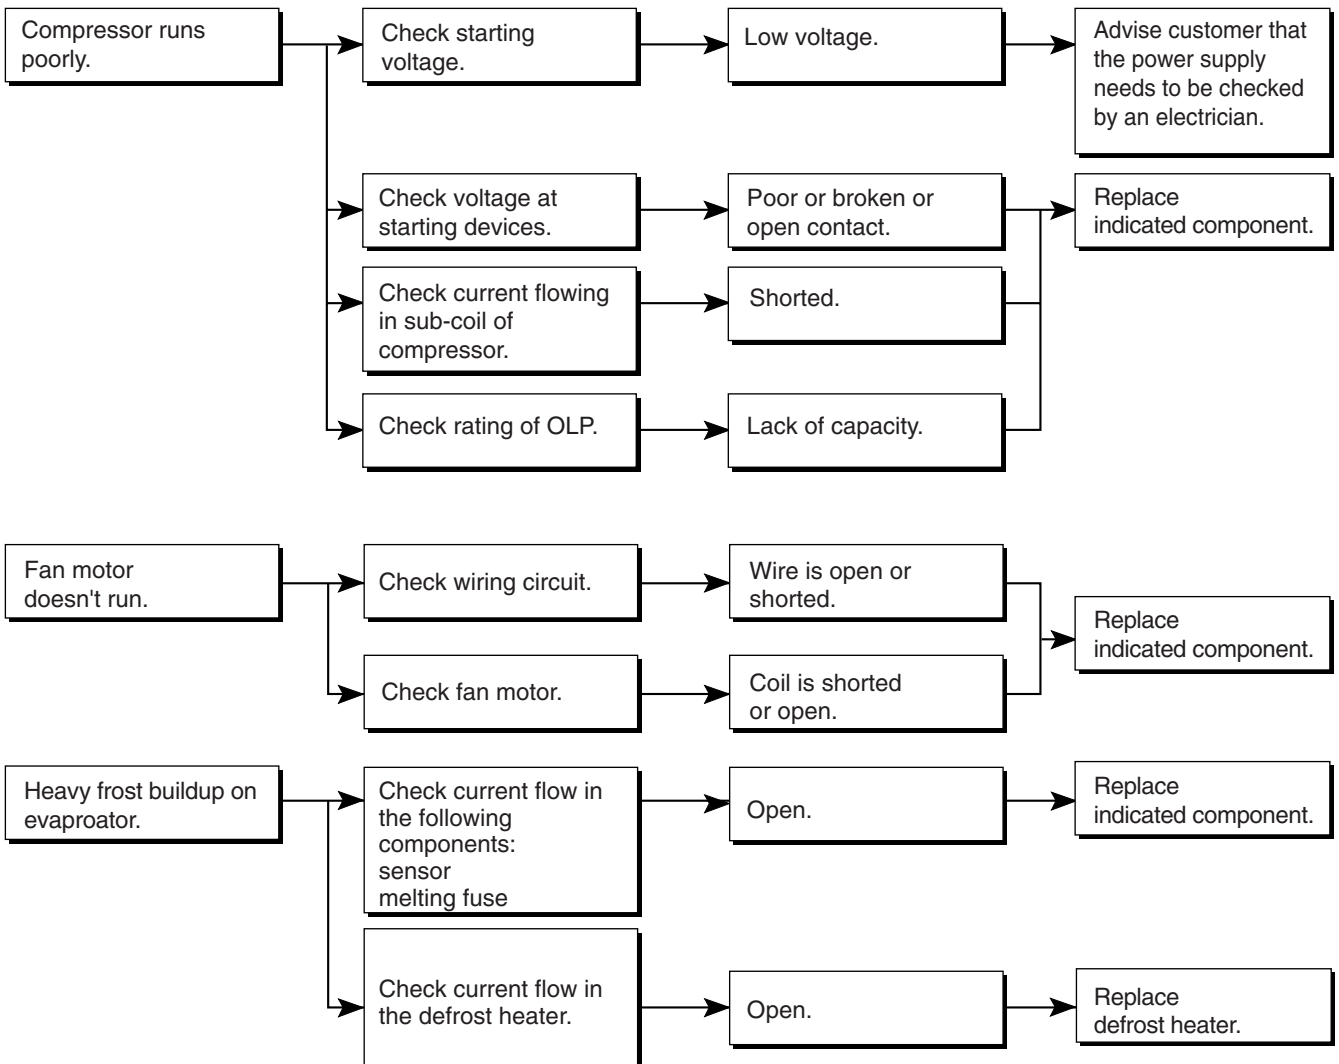 Compressor runs
poorly.
Check starting
voltage.
Low voltage.
Advise customer that
the power supply
needs to be checked
by an electrician.
Check voltage at
starting devices.
Poor or broken or
open contact.
Replace
indicated component.
Check current flowing
in sub-coil of
compressor.
Shorted.
Check rating of OLP.
Lack of capacity.
Fan motor
doesn't run.
Check wiring circuit.
Wire is open or
shorted.
Replace
indicated component.
Check fan motor.
Coil is shorted
or open.
Heavy frost buildup on
evaproator.
Check current flow in
the following
components:
sensor
melting fuse
Open.
Replace
indicated component.
Check current flow in
the defrost heater.
Open.
Replace
defrost heater.